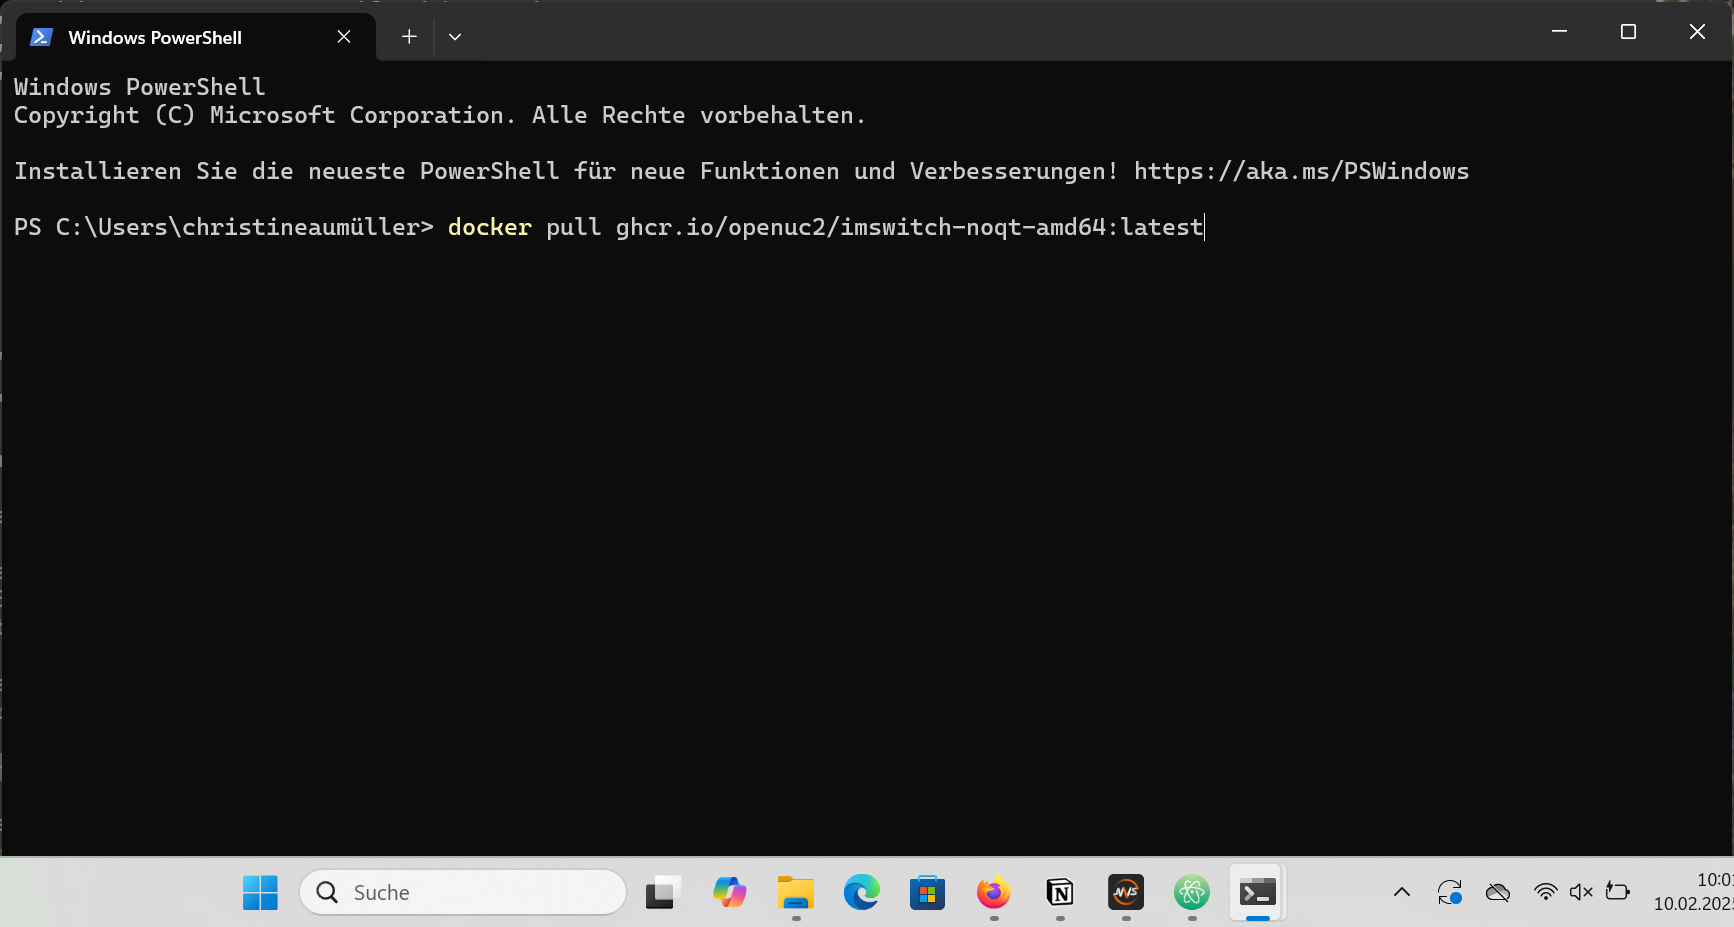 Windows PowerShell
Windows PowerShell
Copyright (C) Microsoft Corporation. Alle Rechte vorbehalten.
Installieren Sie die neueste PowerShell für neue Funktionen und Verbesserungen! https://aka.ms/PSWindows
PS C:\Users\christineaumüller> docker pull ghcr.io/openuc2/imswitch-noqt-amd64:latest
Suche
10:0
10.02.202